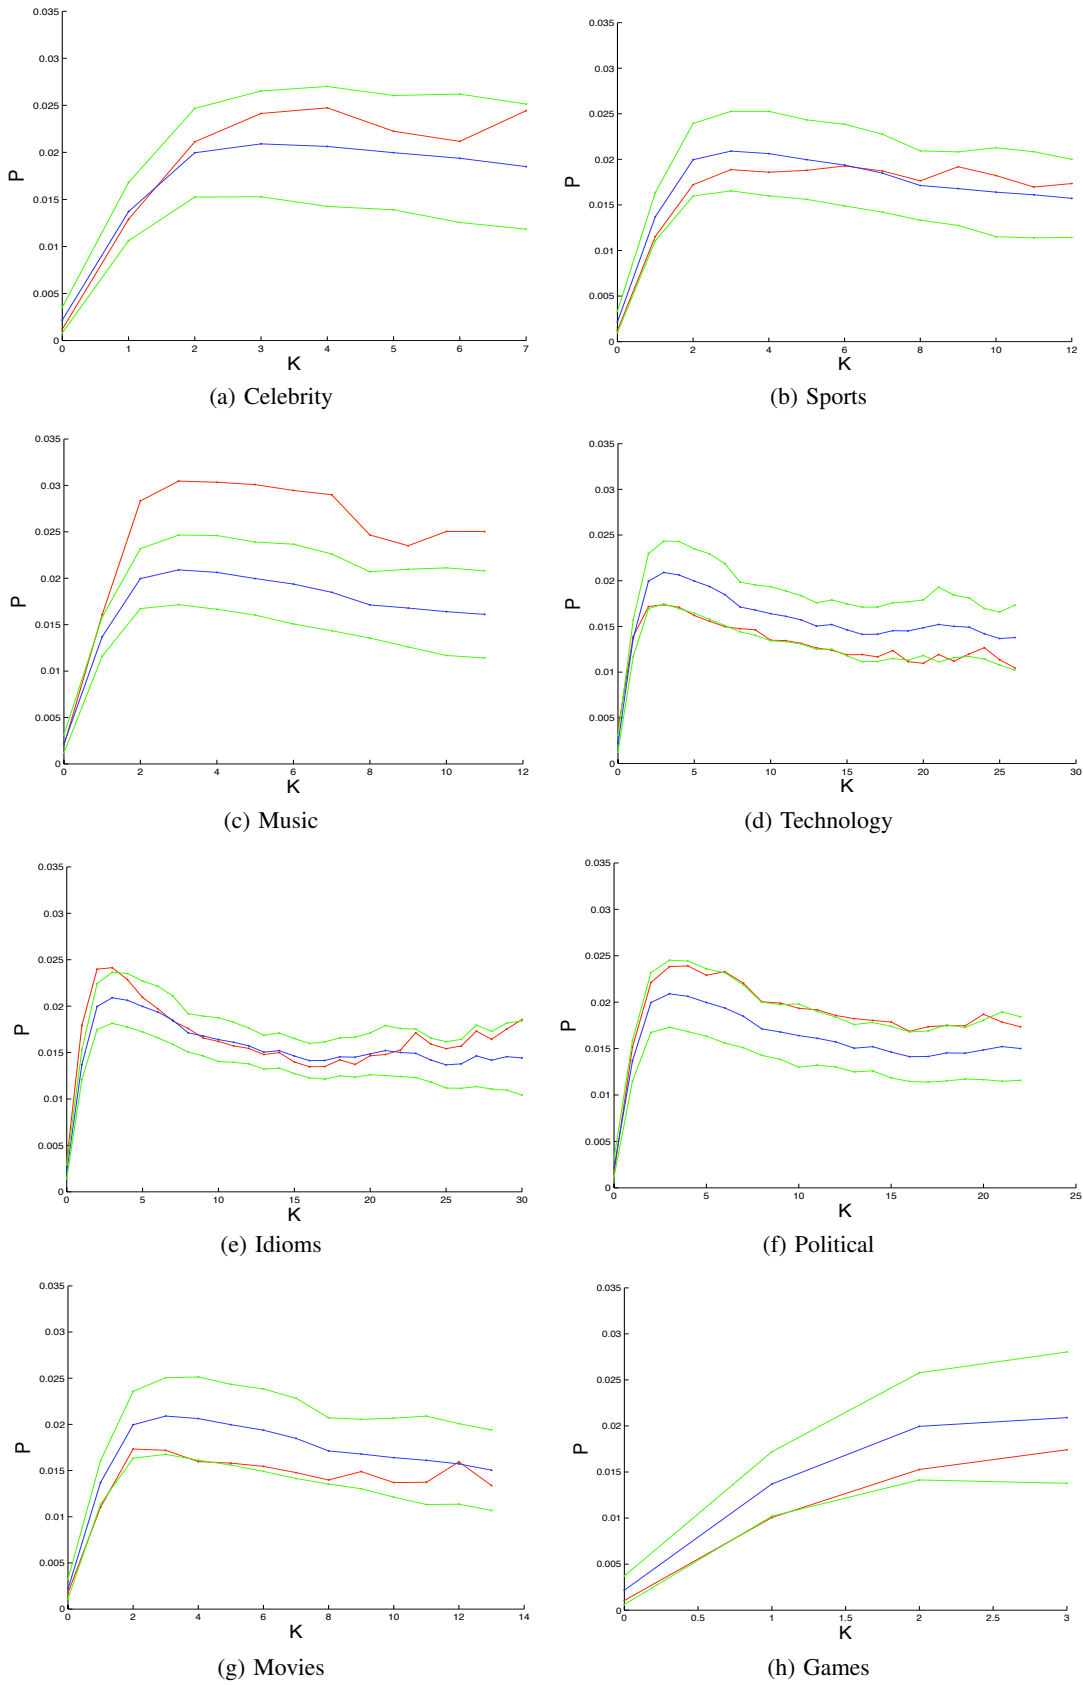 0.035
0.03
0.025
0.02
0.015
0.01
0.005
0
P
0 1 2 3 4 5 6 7
K
(a) Celebrity
0.035
0.03
0.025
0.02
0.015
0.01
0.005
0
P
0 2 4 6 8 10 12
K
(b) Sports
0.035
0.03
0.025
0.02
0.015
0.01
0.005
0
P
0 2 4 6 8 10 12
K
(c) Music
0.035
0.03
0.025
0.02
0.015
0.01
0.005
0
P
0 5 10 15 20 25 30
K
(d) Technology
0.035
0.03
0.025
0.02
0.015
0.01
0.005
0
P
0 5 10 15 20 25 30
K
(e) Idioms
0.035
0.03
0.025
0.02
0.015
0.01
0.005
0
P
0 5 10 15 20 25
K
(f) Political
0.035
0.03
0.025
0.02
0.015
0.01
0.005
0
P
0 2 4 6 8 10 12 14
K
(g) Movies
0.035
0.03
0.025
0.02
0.015
0.01
0.005
0
P
0 0.5 1 1.5 2 2.5 3
K
(h) Games